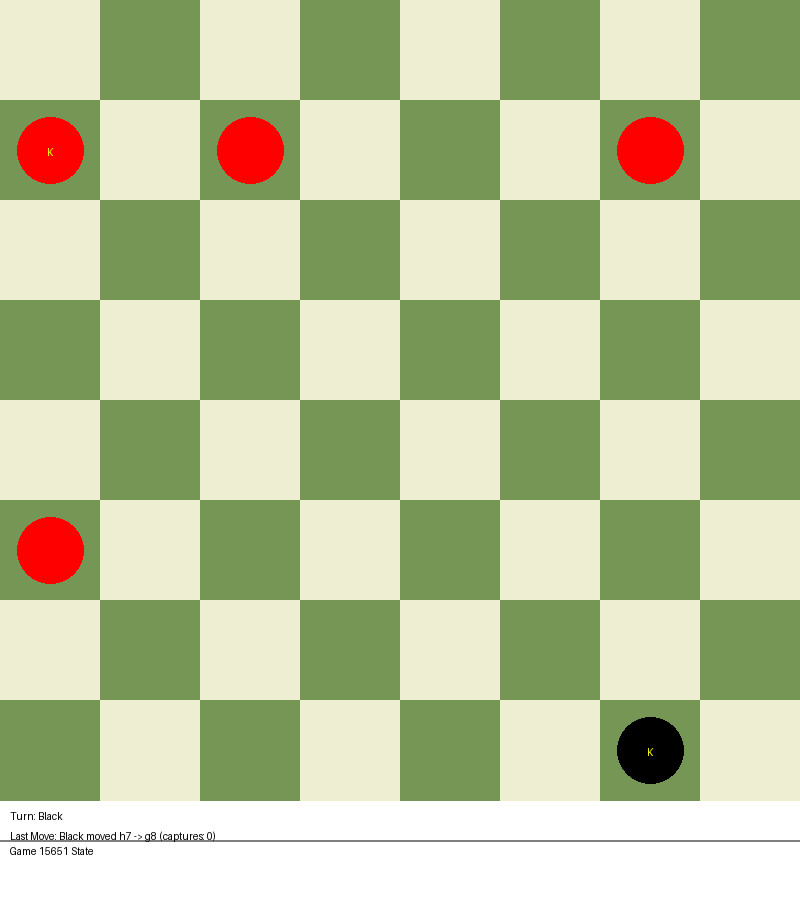 K
K
Turn: Black
Last Move: Black moved h7 -> g8 (captures: 0)
Game 15651 State